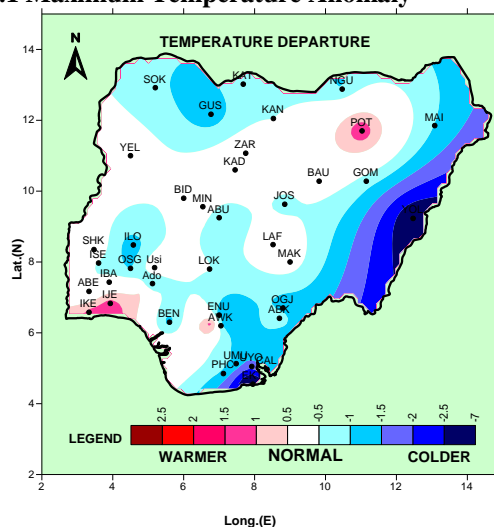 .1 Maximum Temperature Anomaly
N
TEMPERATURE DEPARTURE
14
12
10
8
6
4
2
Lat.(N)
SOK
KAT
NGU
GUS
KAN
POT
MAI
YEL
ZAR
KAD
BAU
GOM
BID
MIN
JOS
ABU
YOL
SHK
ILO
LAF
ISE
OSG
Usi
LOK
MAK
IBA
Ado
ABE
IJE
IKE
BEN
ENU
AWK
OGJ
ABK
UMU
UYO
CAL
PHC
2.5
2
1.5
1
0.5
-0.5
-1
-1.5
-2
-2.5
-7
LEGEND
WARMER
NORMAL
COLDER
2
4
6
8
10
12
14
Long.(E)